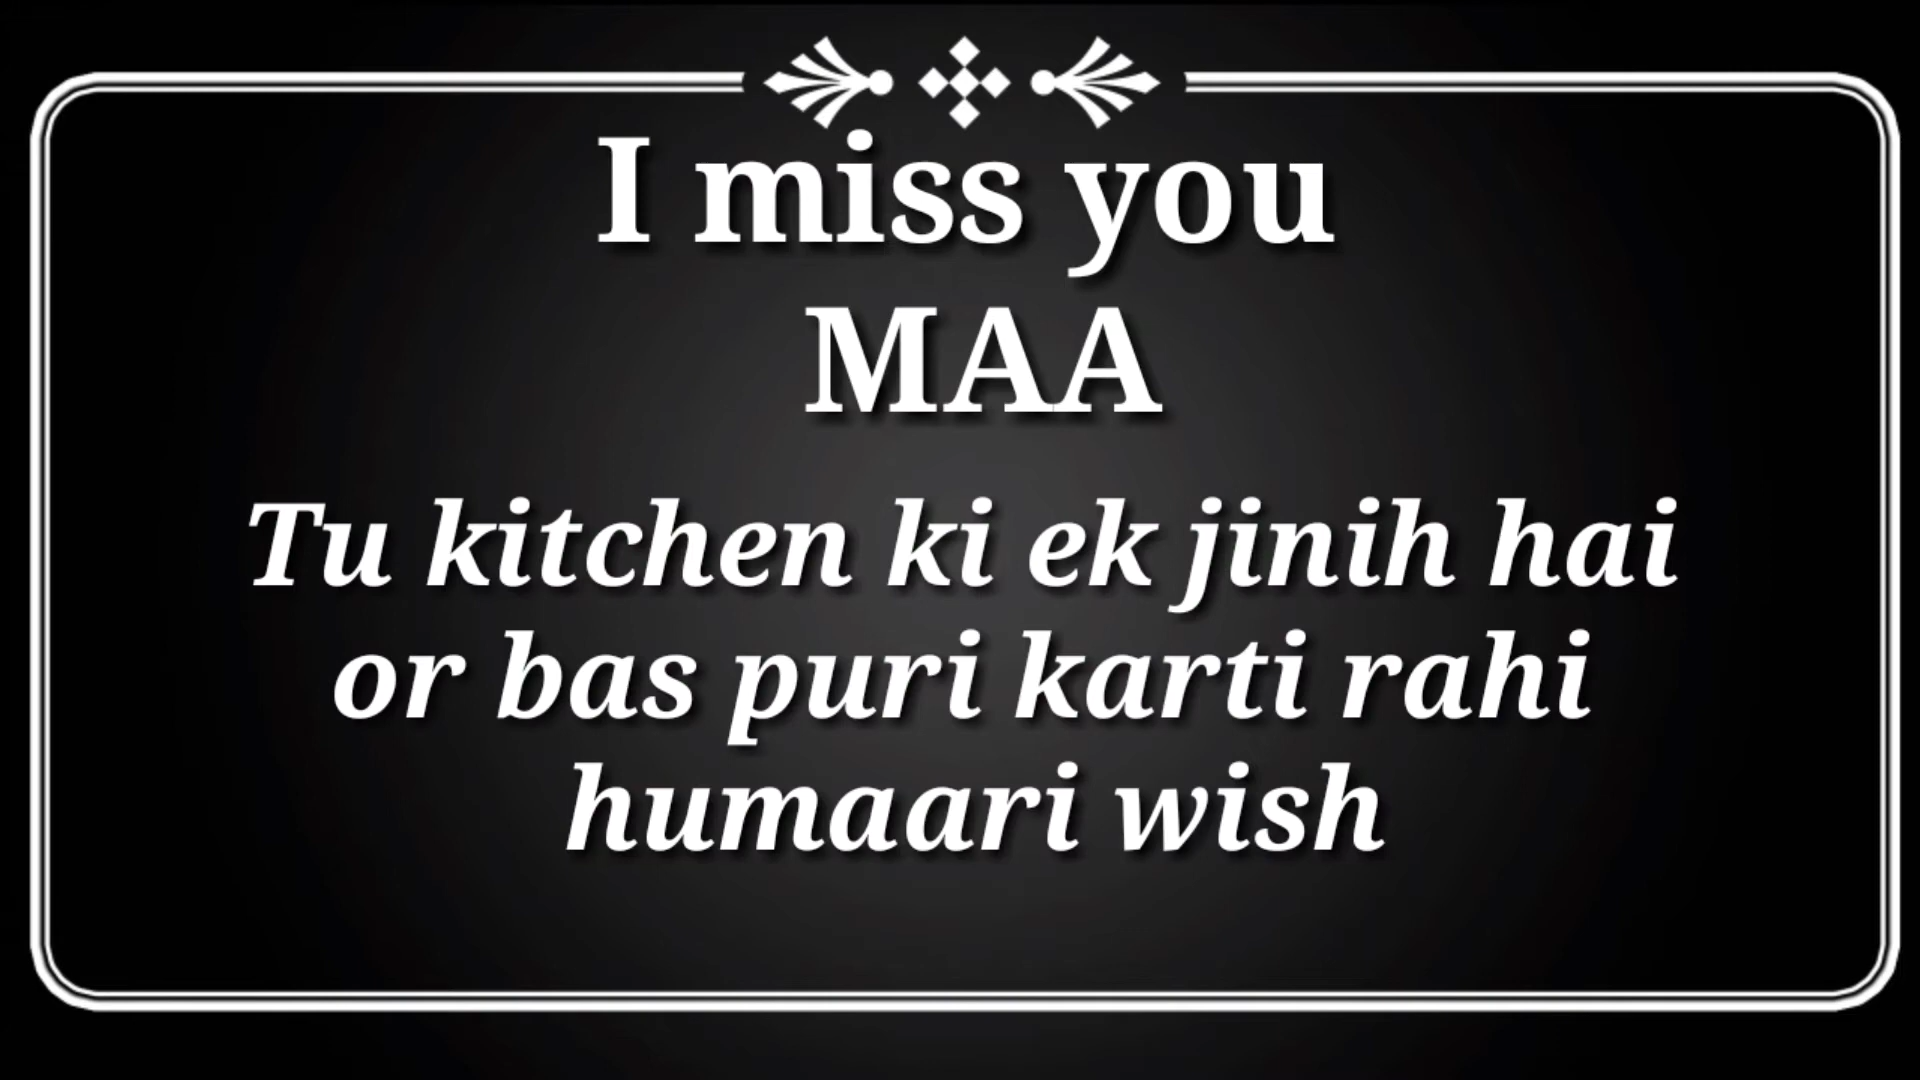 I miss you
MAA
Tu kitchen ki ek jinih hai
or bas puri karti rahi
humaari wish